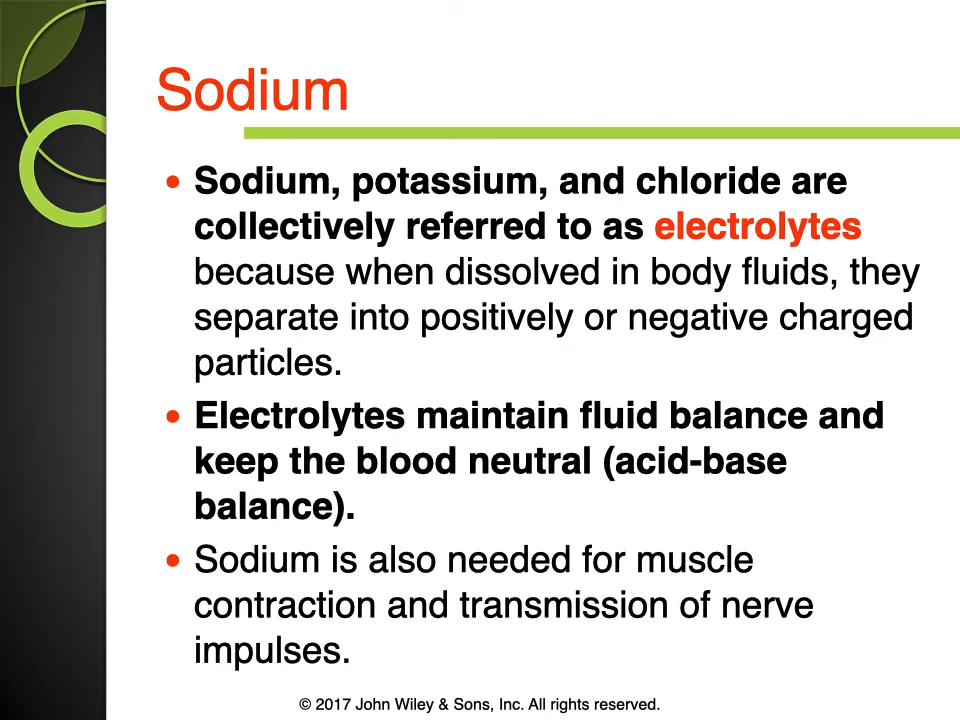 Sodium
• Sodium, potassium, and chloride are
collectively referred to as electrolytes
because when dissolved in body fluids, they
separate into positively or negative charged
particles.
• Electrolytes maintain fluid balance and
keep the blood neutral (acid-base
balance).
• Sodium is also needed for muscle
contraction and transmission of nerve
impulses.
© 2017 John Wiley & Sons, Inc. All rights reserved.